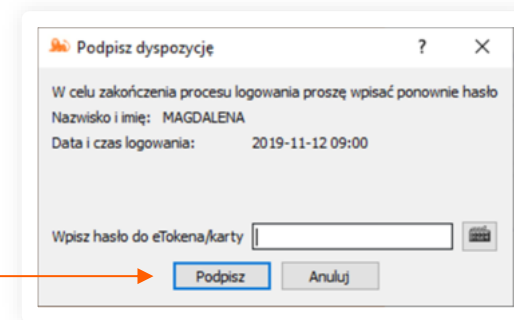 Podpisz dyspozycję
W celu zakończenia procesu logowania proszę wpisać ponownie hasło
Nazwisko i imię: MAGDALENA
Data i czas logowania: 2019-11-12 09:00
Wpisz hasło do eTokena/karty
Podpisz Anuluj